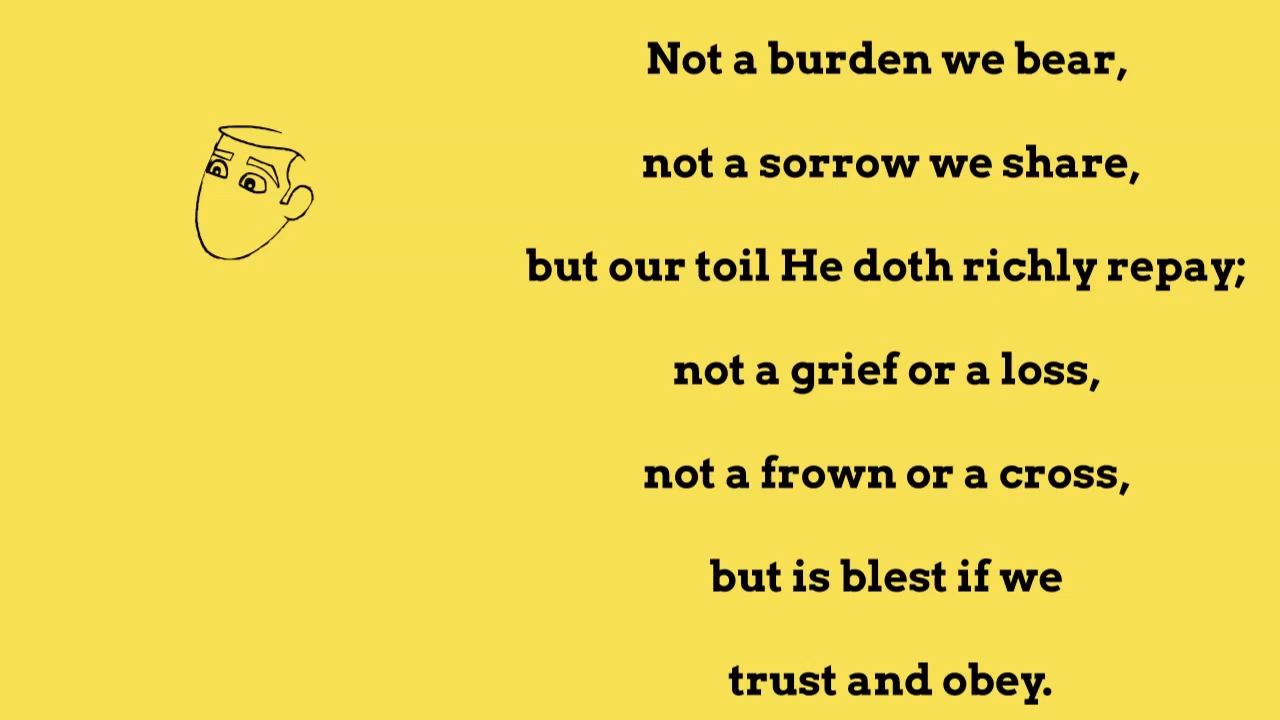 Not a burden we bear,
not a sorrow we share,
but our toil He doth richly repay;
not a grief or a loss,
not a frown or a cross,
but is blest if we
trust and obey.